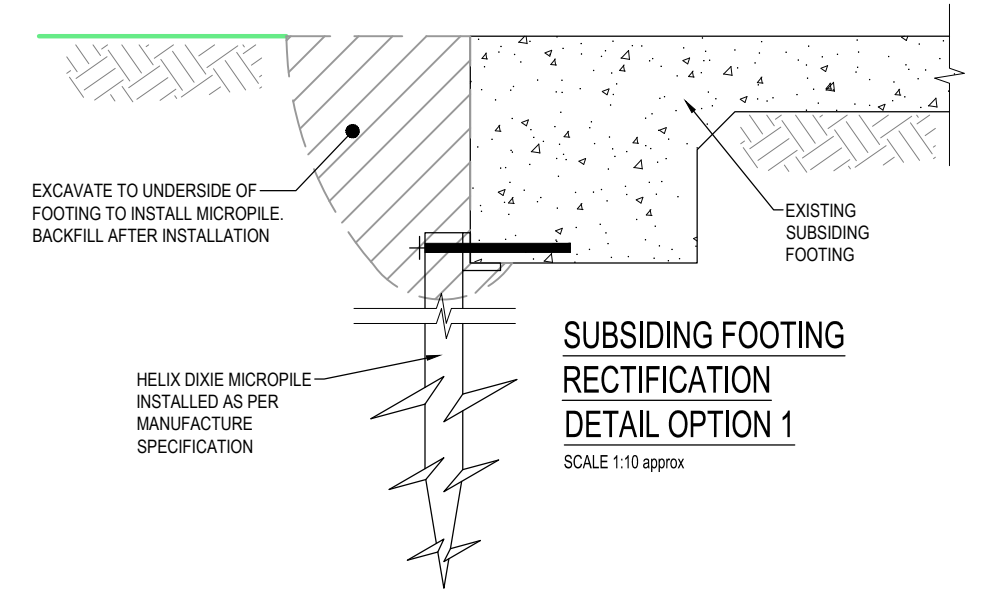 EXCAVATE TO UNDERSIDE OF
FOOTING TO INSTALL MICROPILE.
BACKFILL AFTER INSTALLATION
EXISTING
SUBSIDING
FOOTING
HELIX DIXIE MICROPILE
INSTALLED AS PER
MANUFACTURE
SPECIFICATION
SUBSIDING FOOTING
RECTIFICATION
DETAIL OPTION 1
SCALE 1:10 approx